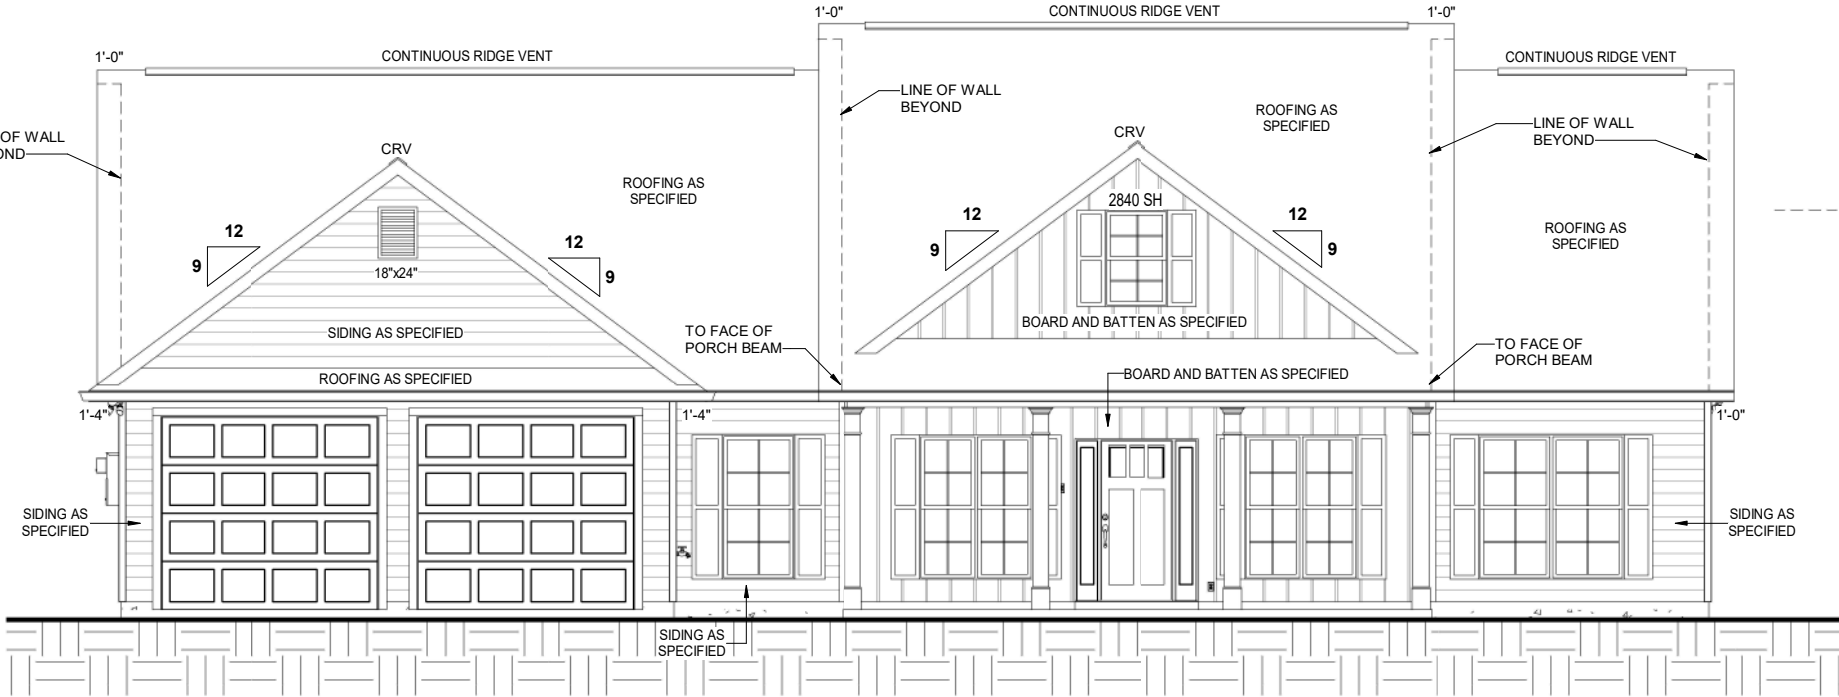 1'-0"
CONTINUOUS RIDGE VENT
1'-0"
1'-0"
CONTINUOUS RIDGE VENT
CONTINUOUS RIDGE VENT
LINE OF WALL
BEYOND
ROOFING AS
SPECIFIED
LINE OF WALL
BEYOND
OF WALL
OND
CRV
CRV
ROOFING AS
SPECIFIED
2840 SH
ROOFING AS
SPECIFIED
12
9
12
9
12
9
12
9
18"x24"
SIDING AS SPECIFIED
TO FACE OF
PORCH BEAM
BOARD AND BATTEN AS SPECIFIED
TO FACE OF
PORCH BEAM
ROOFING AS SPECIFIED
BOARD AND BATTEN AS SPECIFIED
1'-4"
1'-4"
1'-0"
SIDING AS
SPECIFIED
SIDING AS
SPECIFIED
SIDING AS
SPECIFIED